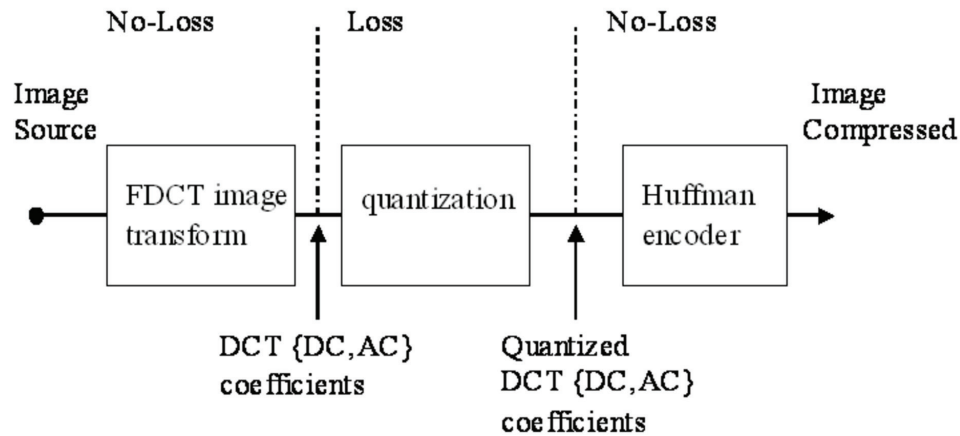 No-Loss
Loss
No-Loss
Image
Source
Image
Compressed
FDCT image
transform
quantization
Huffman
encoder
DCT {DC,AC}
coefficients
Quantized
DCT {DC,AC}
coefficients